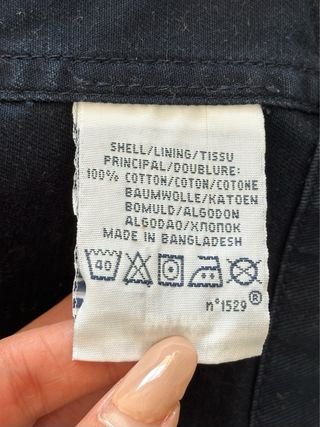 SHELL/LINING/TISSU
PRINCIPAL/DOUBLURE:
100% COTTON/COTON/COTONE
BAUMWOLLE/KATOEN
BOMULD/ALGODON
ALGODAO/ХЛОПОК
MADE IN BANGLADESH
40
n°1529®